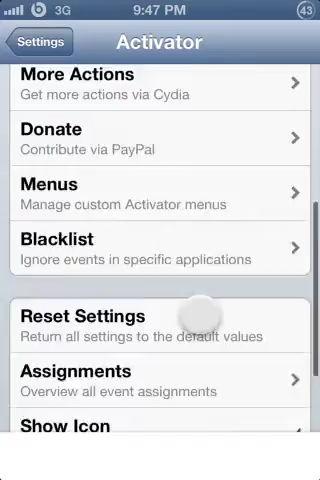 3G 9:47 PM 43
Settings Activator
More Actions
Get more actions via Cydia
Donate
Contribute via PayPal
Menus
Manage custom Activator menus
Blacklist
Ignore events in specific applications
Reset Settings
Return all settings to the default values
Assignments
Overview all event assignments
Show Icon